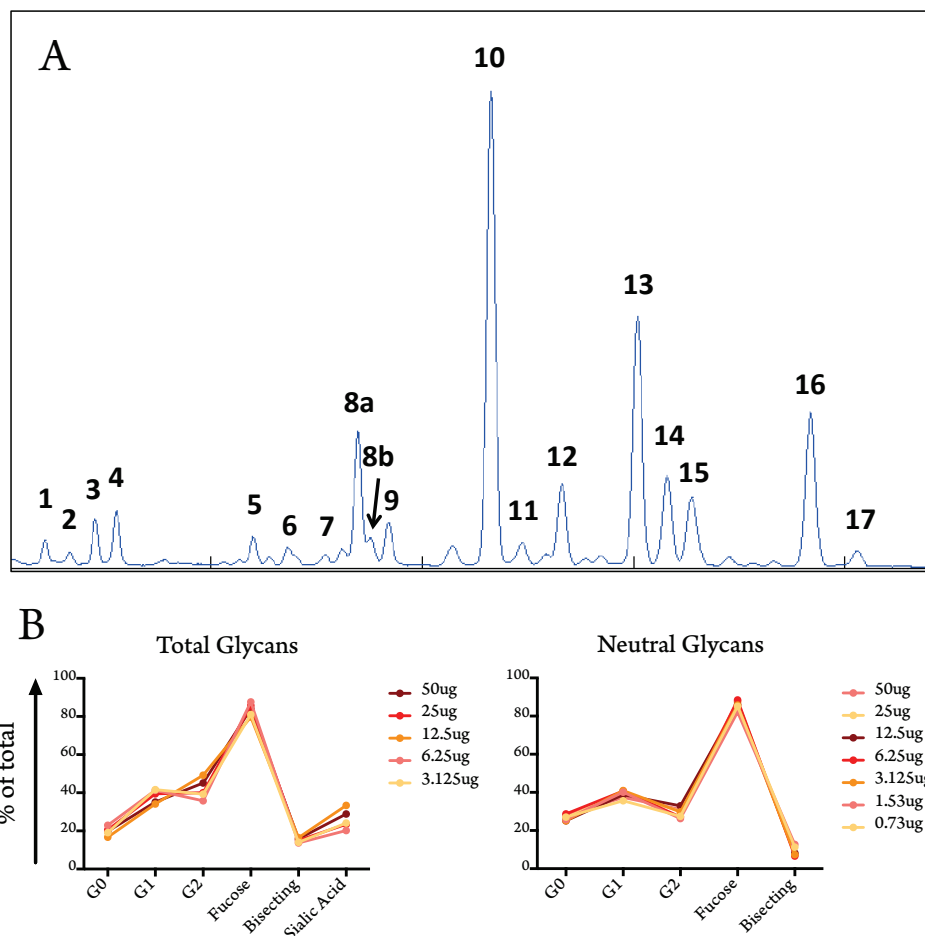 A
1
2
3
4
5
6
7
8a
8b
9
10
11
12
13
14
15
16
17
B
Total Glycans
% of total
100
80
60
40
20
0
G0
G1
G2
Fucose
Bisecting
Sialic Acid
50ug
25ug
12.5ug
6.25ug
3.125ug
Neutral Glycans
100
80
60
40
20
0
G0
G1
G2
Fucose
Bisecting
50ug
25ug
12.5ug
6.25ug
3.125ug
1.53ug
0.73ug